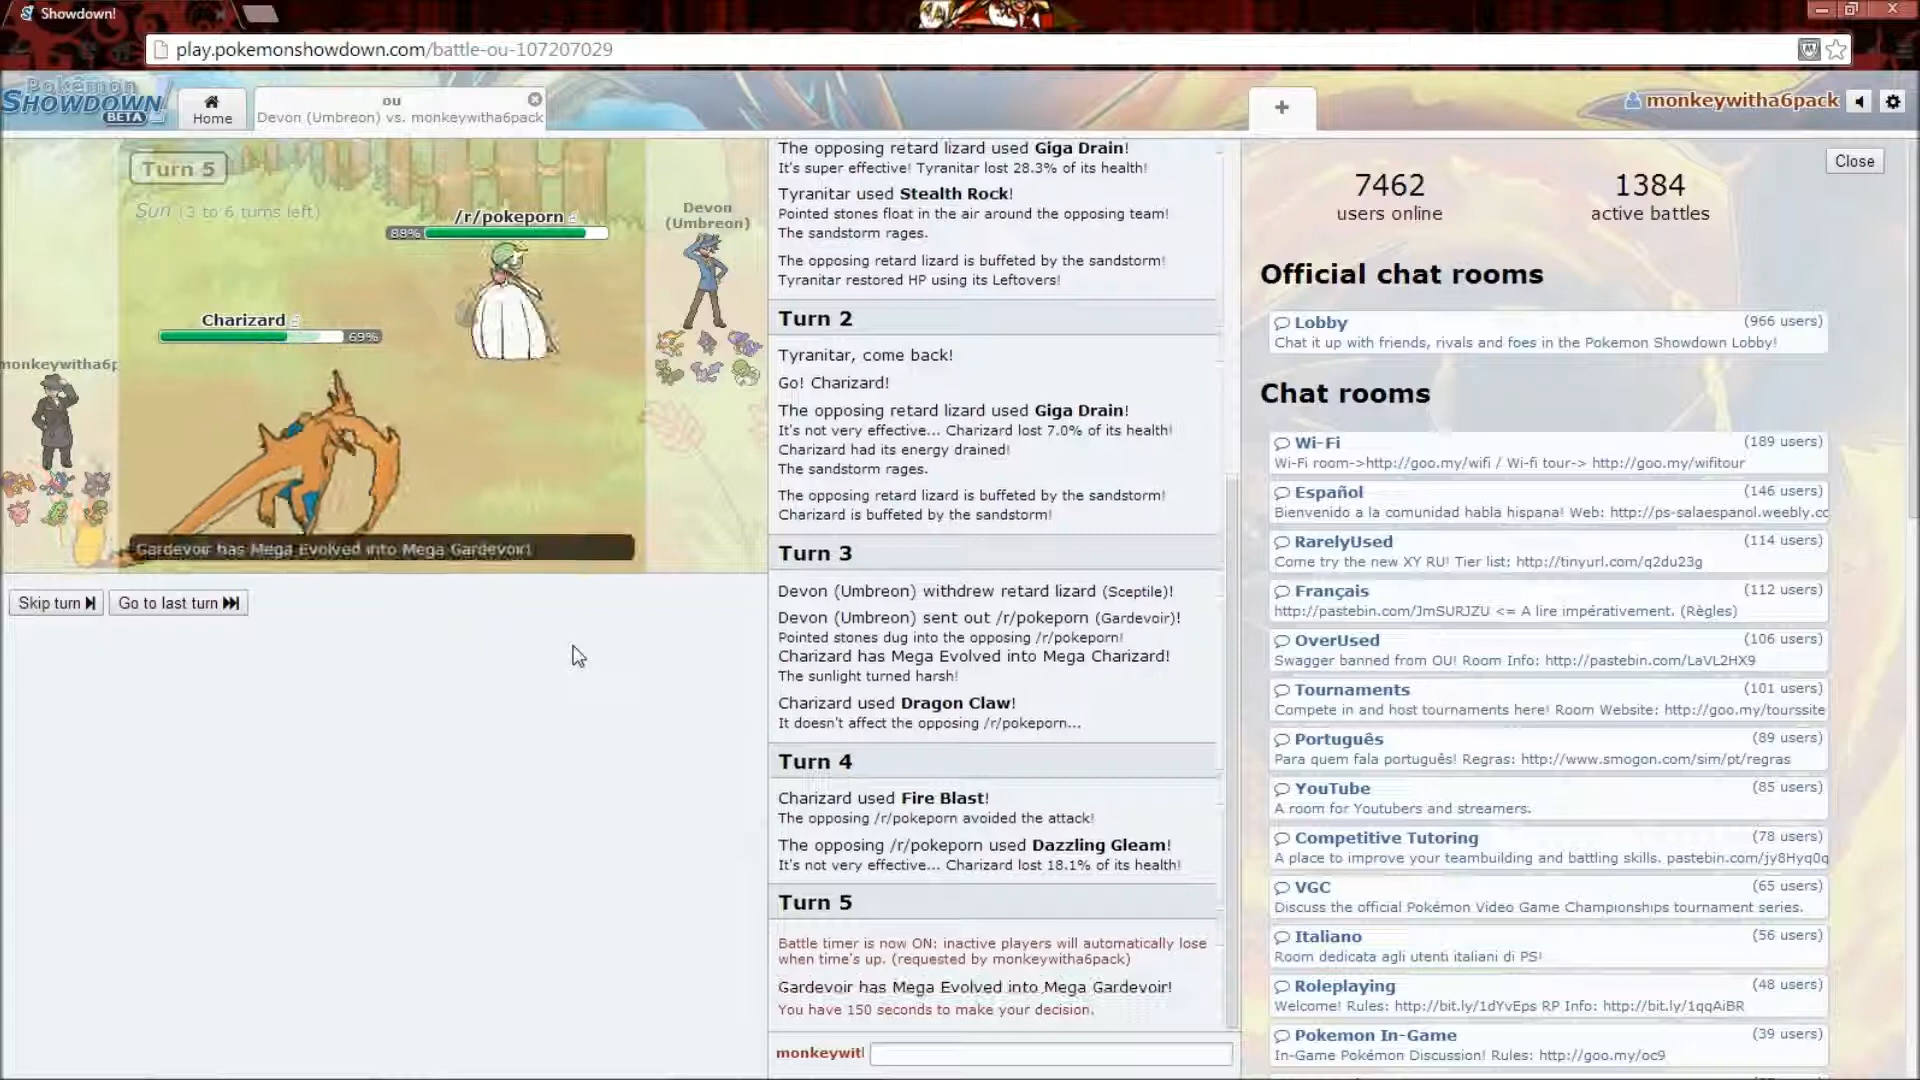 Showdown!
play.pokemonshowdown.com/battle-ou-107207029
Pokémon
SHOWDOWN
BETA
Home
ou
Devon (Umbreon) vs. monkeywitha6pack
+
monkeywitha6pack
Turn 5
Sun (3 to 6 turns left)
/r/pokeporn
88%
Charizard
69%
Devon
(Umbreon)
monkeywitha6p
Gardevoir has Mega Evolved into Mega Gardevoir!
Skip turn
Go to last turn
The opposing retard lizard used Giga Drain!
It's super effective! Tyranitar lost 28.3% of its health!
Tyranitar used Stealth Rock!
Pointed stones float in the air around the opposing team!
The sandstorm rages.
The opposing retard lizard is buffeted by the sandstorm!
Tyranitar restored HP using its Leftovers!
Turn 2
Tyranitar, come back!
Go! Charizard!
The opposing retard lizard used Giga Drain!
It's not very effective... Charizard lost 7.0% of its health!
Charizard had its energy drained!
The sandstorm rages.
The opposing retard lizard is buffeted by the sandstorm!
Charizard is buffeted by the sandstorm!
Turn 3
Devon (Umbreon) withdrew retard lizard (Sceptile)!
Devon (Umbreon) sent out /r/pokeporn (Gardevoir)!
Pointed stones dug into the opposing /r/pokeporn!
Charizard has Mega Evolved into Mega Charizard!
The sunlight turned harsh!
Charizard used Dragon Claw!
It doesn't affect the opposing /r/pokeporn...
Turn 4
Charizard used Fire Blast!
The opposing /r/pokeporn avoided the attack!
The opposing /r/pokeporn used Dazzling Gleam!
It's not very effective... Charizard lost 18.1% of its health!
Turn 5
Battle timer is now ON: inactive players will automatically lose
when time's up. (requested by monkeywitha6pack)
Gardevoir has Mega Evolved into Mega Gardevoir!
You have 150 seconds to make your decision.
monkeywit
Close
7462 1384
users online active battles
Official chat rooms
Lobby (966 users)
Chat it up with friends, rivals and foes in the Pokemon Showdown Lobby!
Chat rooms
Wi-Fi (189 users)
Wi-Fi room->http://goo.my/wifi / Wi-fi tour-> http://goo.my/wifitour
Español (146 users)
Bienvenido a la comunidad habla hispana! Web: http://ps-salaespanol.weebly.co
RarelyUsed (114 users)
Come try the new XY RU! Tier list: http://tinyurl.com/q2du23g
Français (112 users)
http://pastebin.com/JmSURJZU <= A lire impérativement. (Règles)
OverUsed (106 users)
Swagger banned from OU! Room Info: http://pastebin.com/LaVL2HX9
Tournaments (101 users)
Compete in and host tournaments here! Room Website: http://goo.my/tourssite
Português (89 users)
Para quem fala português! Regras: http://www.smogon.com/sim/pt/regras
YouTube (85 users)
A room for Youtubers and streamers.
Competitive Tutoring (78 users)
A place to improve your teambuilding and battling skills. pastebin.com/jy8Hyq0q
VGC (65 users)
Discuss the official Pokémon Video Game Championships tournament series.
Italiano (56 users)
Room dedicata agli utenti italiani di PS!
Roleplaying (48 users)
Welcome! Rules: http://bit.ly/1dYvEps RP Info: http://bit.ly/1qqAiBR
Pokemon In-Game (39 users)
In-Game Pokémon Discussion! Rules: http://goo.my/oc9